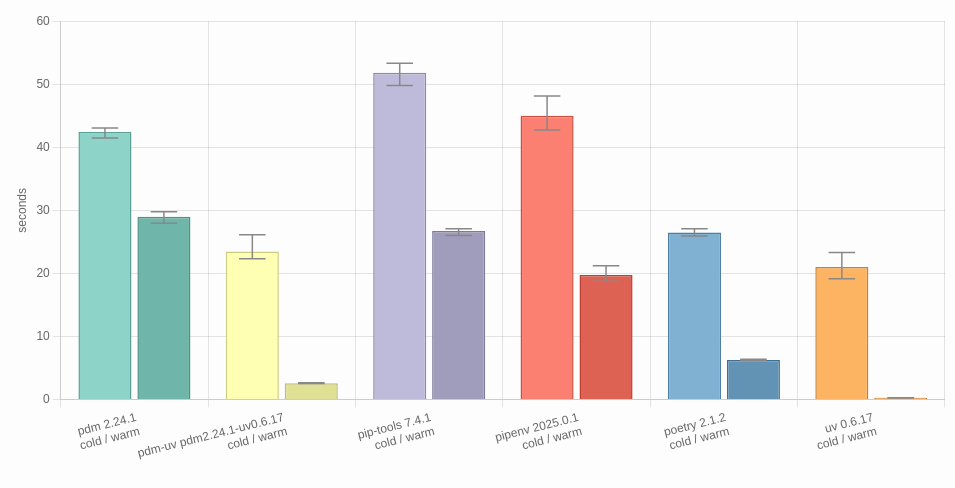 60
50
40
30
20
10
0
seconds
pdm 2.24.1
cold / warm
pdm-uv pdm2.24.1-uv0.6.17
cold / warm
pip-tools 7.4.1
cold / warm
pipenv 2025.0.1
cold / warm
poetry 2.1.2
cold / warm
uv 0.6.17
cold / warm